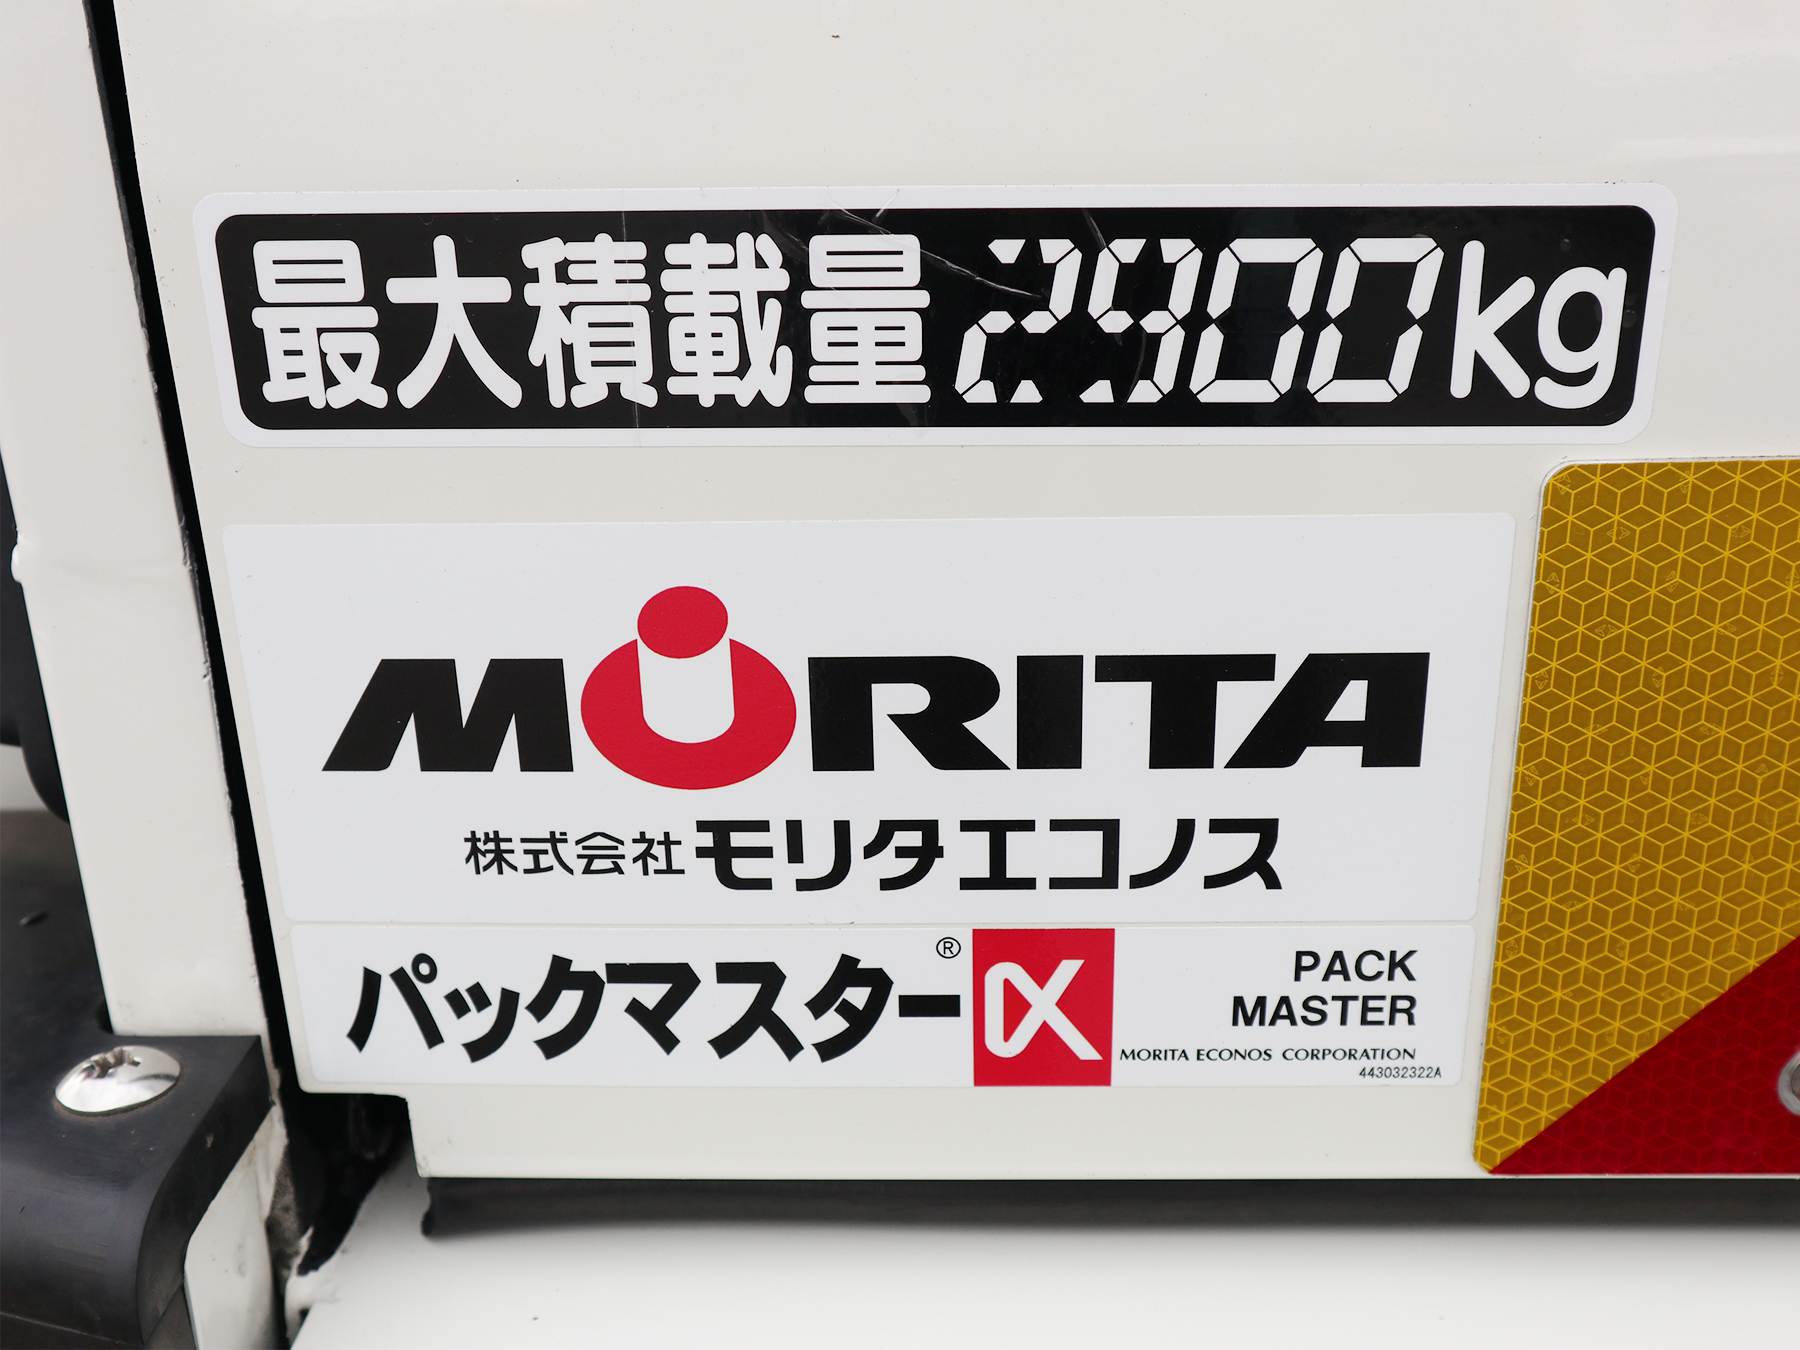 最大積載量 2900kg
MORITA
株式会社モリタエコノス
パックマスター® α
PACK
MASTER
MORITA ECONOS CORPORATION
443032322A